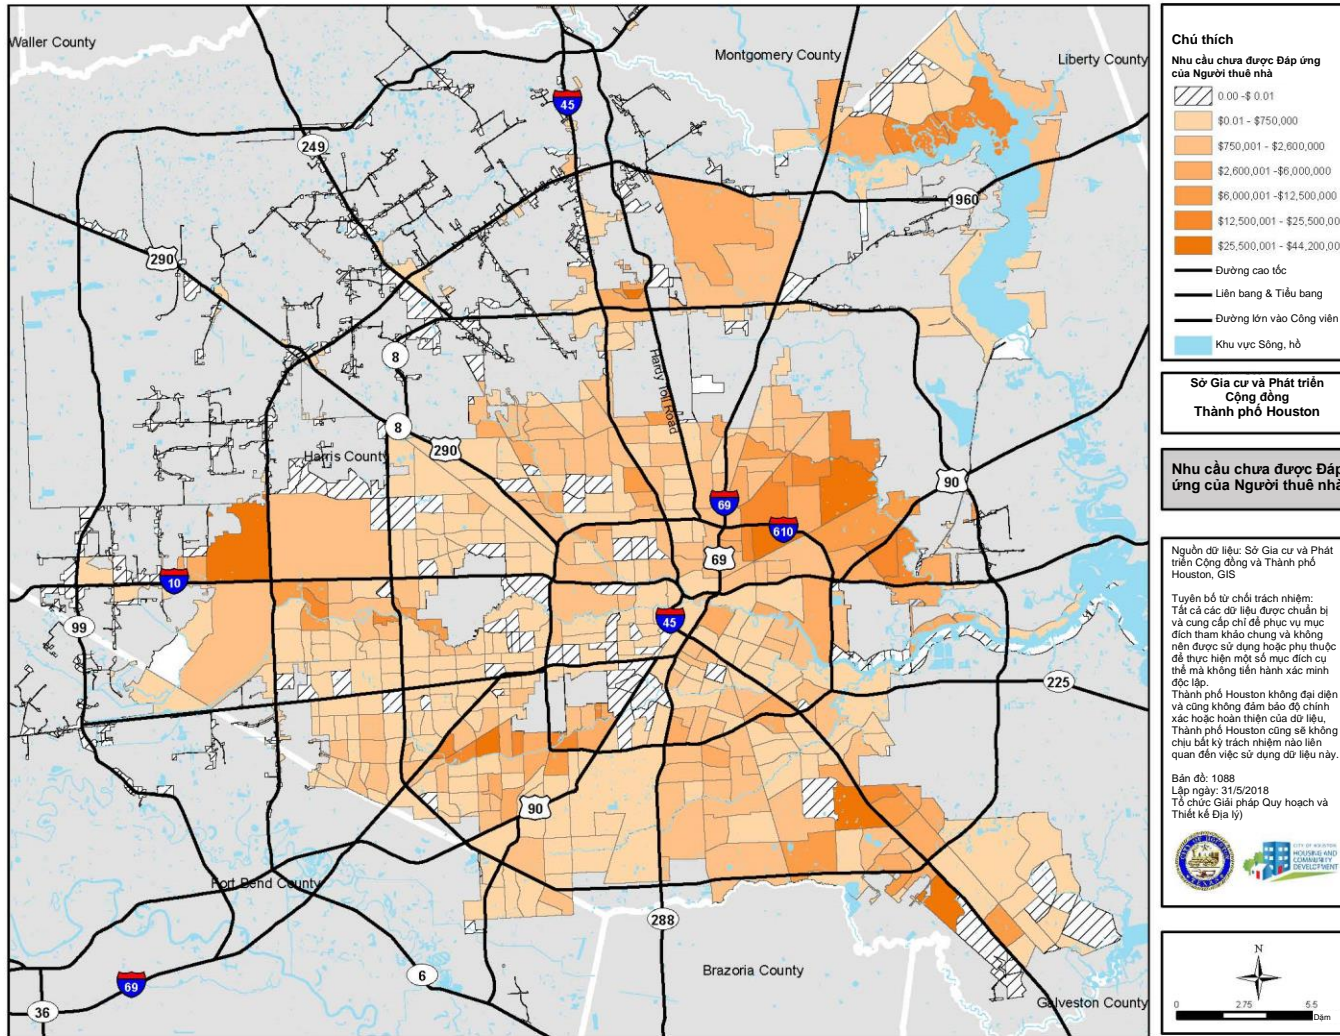 Waller County
Montgomery County
Liberty County
45
249
1960
290
8
Hardy Toll Road
8
290
Harris County
90
69
610
69
10
45
99
225
90
Fort Bend County
288
6
Brazoria County
69
36
Galveston County
Chú thích
Nhu cầu chưa được Đáp ứng
của Người thuê nhà
0.00 -$ 0.01
$0.01 - $750,000
$750,001 - $2,600,000
$2,600,001 -$6,000,000
$6,000,001 -$12,500,000
$12,500,001 - $25,500,00
$25,500,001 - $44,200,00
Đường cao tốc
Liên bang & Tiểu bang
Đường lớn vào Công viên
Khu vực Sông, hồ
Sở Gia cư và Phát triển
Cộng đồng
Thành phố Houston
Nhu cầu chưa được Đáp
ứng của Người thuê nhà
Nguồn dữ liệu: Sở Gia cư và Phát
triển Cộng đồng và Thành phố
Houston, GIS
Tuyên bố từ chối trách nhiệm:
Tất cả các dữ liệu được chuẩn bị
và cung cấp chỉ để phục vụ mục
đích tham khảo chung và không
nên được sử dụng hoặc phụ thuộc
để thực hiện một số mục đích cụ
thể mà không tiến hành xác minh
độc lập.
Thành phố Houston không đại diện
và cũng không đảm bảo độ chính
xác hoặc hoàn thiện của dữ liệu,
Thành phố Houston cũng sẽ không
chịu bất kỳ trách nhiệm nào liên
quan đến việc sử dụng dữ liệu này.
Bản đồ: 1088
Lập ngày: 31/5/2018
Tổ chức Giải pháp Quy hoạch và
Thiết kế Địa lý)
CITY OF HOUSTON
HOUSING AND
COMMUNITY
DEVELOPMENT
N
0 2.75 5.5
Dặm